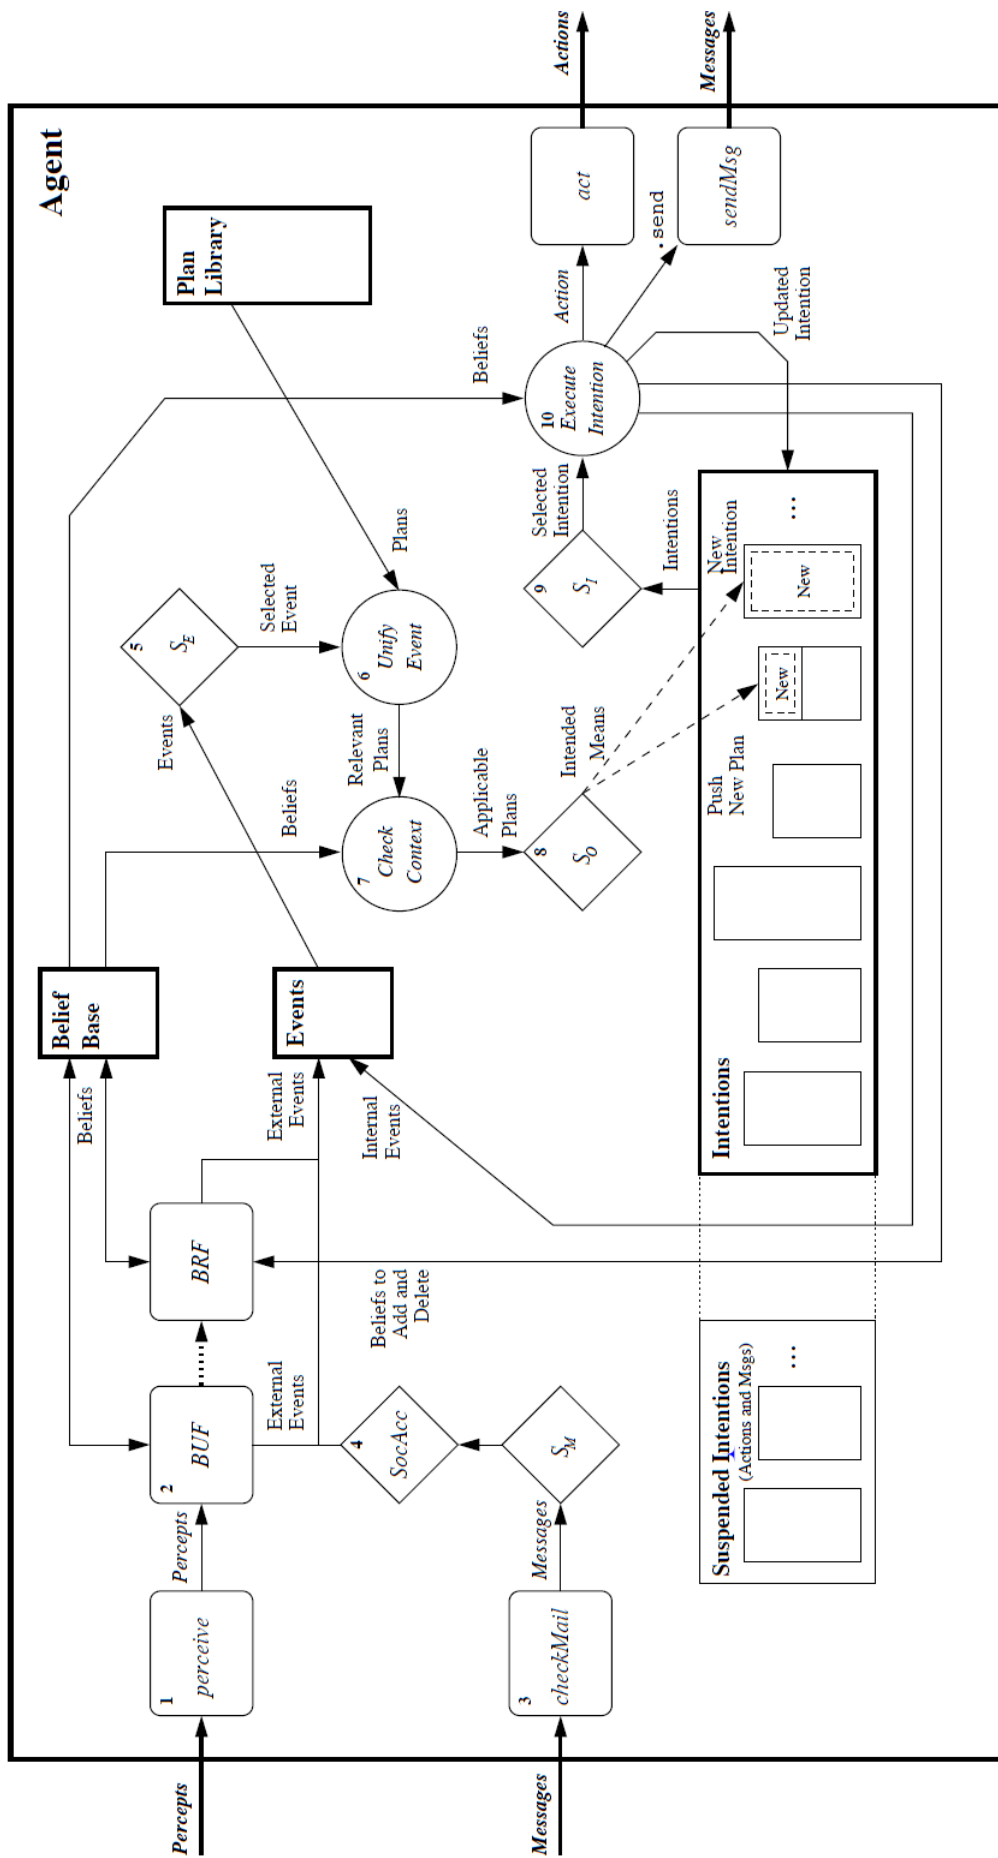 Agent
Percepts
1
perceive
Percepts
2
BUF
BRF
Beliefs
Belief
Base
External
Events
External
Events
Internal
Events
Events
Events
5
S_E
Selected
Event
Plan
Library
Plans
6
Unify
Event
Relevant
Plans
Beliefs
7
Check
Context
Applicable
Plans
8
S_O
Intended
Means
Messages
3
checkMail
Messages
S_M
4
SocAcc
Beliefs to
Add and
Delete
Beliefs
9
S_I
Selected
Intention
Intentions
10
Execute
Intention
Action
act
Actions
.send
sendMsg
Messages
Updated
Intention
Suspended Intentions
(Actions and Msgs)
...
Intentions
Push
New Plan
New
New
Intention
New
...